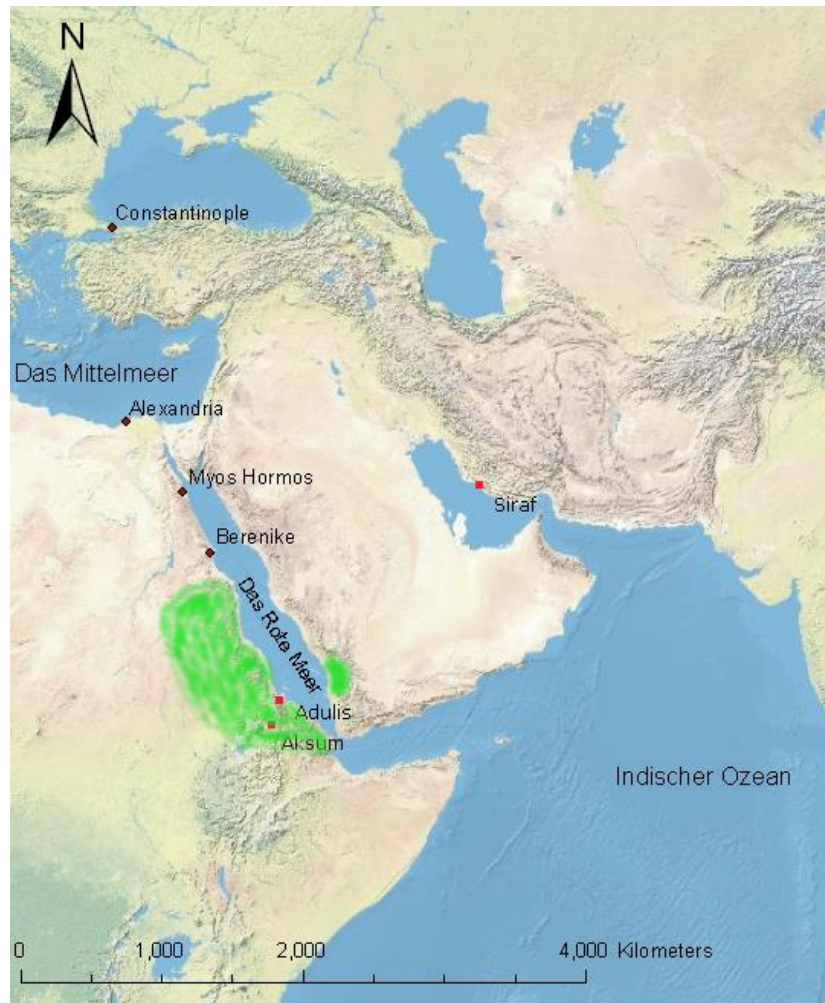 N
Constantinople
Das Mittelmeer
Alexandria
Myos Hormos
Siraf
Berenike
Das Rote Meer
Adulis
Aksum
Indischer Ozean
0 1,000 2,000 4,000 Kilometers